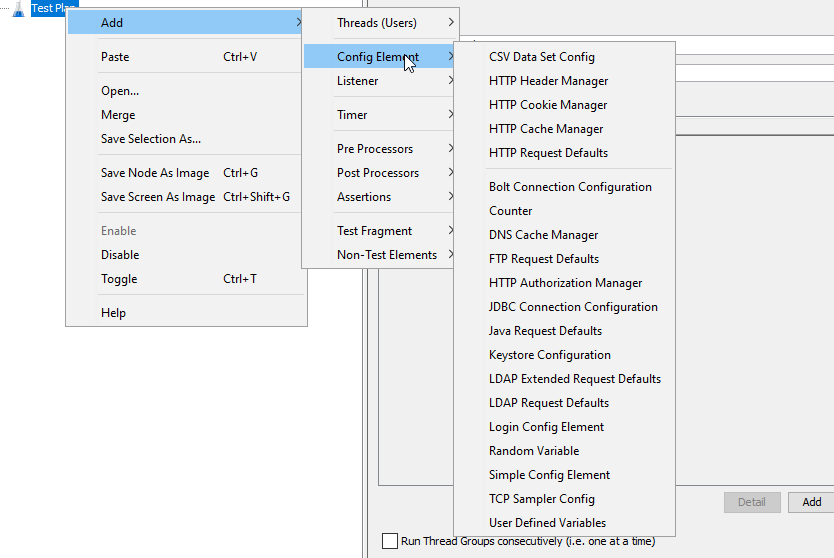 Test Plan
Add
Paste Ctrl+V
Open...
Merge
Save Selection As...
Save Node As Image Ctrl+G
Save Screen As Image Ctrl+Shift+G
Enable
Disable
Toggle Ctrl+T
Help
Threads (Users)
Config Element
Listener
Timer
Pre Processors
Post Processors
Assertions
Test Fragment
Non-Test Elements
CSV Data Set Config
HTTP Header Manager
HTTP Cookie Manager
HTTP Cache Manager
HTTP Request Defaults
Bolt Connection Configuration
Counter
DNS Cache Manager
FTP Request Defaults
HTTP Authorization Manager
JDBC Connection Configuration
Java Request Defaults
Keystore Configuration
LDAP Extended Request Defaults
LDAP Request Defaults
Login Config Element
Random Variable
Simple Config Element
TCP Sampler Config
User Defined Variables
Detail
Add
Run Thread Groups consecutively (i.e. one at a time)